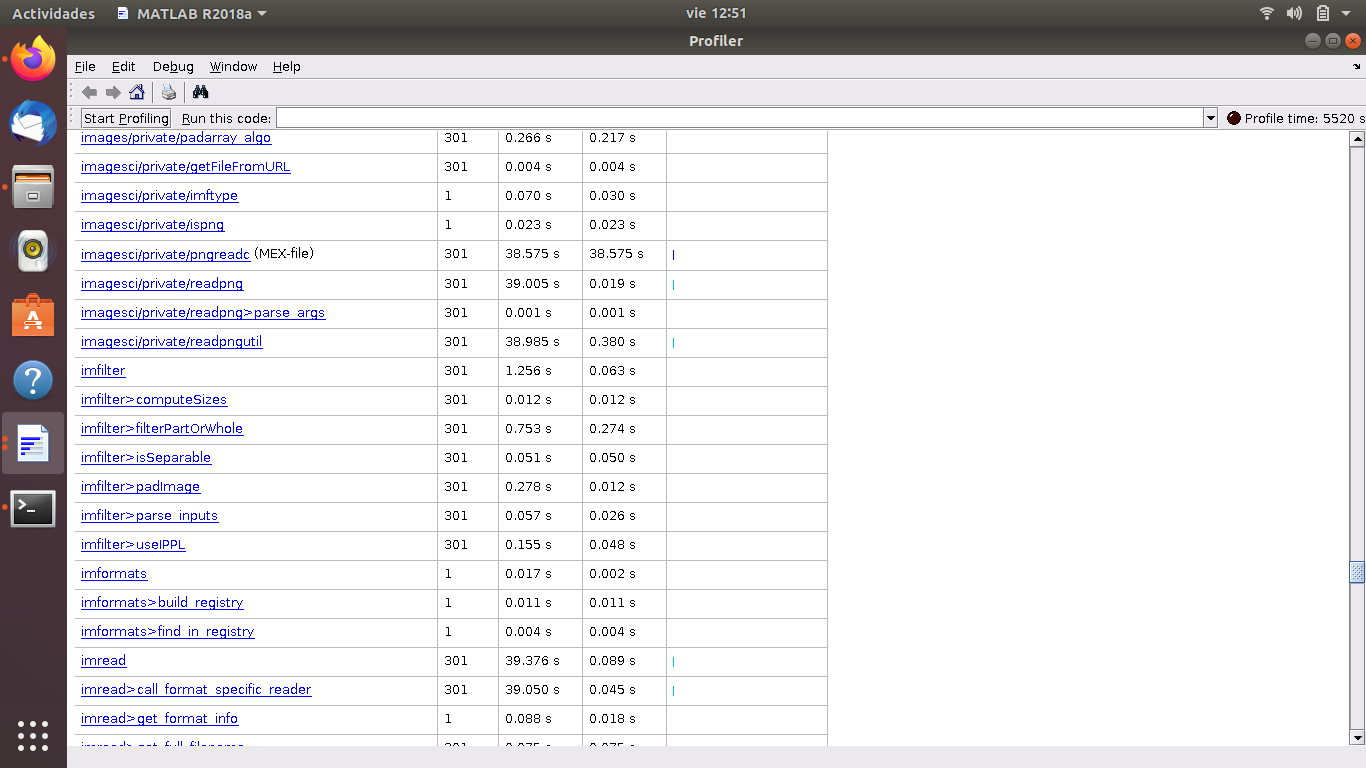 Actividades MATLAB R2018a vie 12:51
Profiler
File Edit Debug Window Help
Start Profiling Run this code: Profile time: 5520 s
images/private/padarray_algo 301 0.266 s 0.217 s
imagesci/private/getFileFromURL 301 0.004 s 0.004 s
imagesci/private/imftype 1 0.070 s 0.030 s
imagesci/private/ispng 1 0.023 s 0.023 s
imagesci/private/pngreadc (MEX-file) 301 38.575 s 38.575 s
imagesci/private/readpng 301 39.005 s 0.019 s
imagesci/private/readpng>parse_args 301 0.001 s 0.001 s
imagesci/private/readpngutil 301 38.985 s 0.380 s
imfilter 301 1.256 s 0.063 s
imfilter>computeSizes 301 0.012 s 0.012 s
imfilter>filterPartOrWhole 301 0.753 s 0.274 s
imfilter>isSeparable 301 0.051 s 0.050 s
imfilter>padImage 301 0.278 s 0.012 s
imfilter>parse_inputs 301 0.057 s 0.026 s
imfilter>useIPPL 301 0.155 s 0.048 s
imformats 1 0.017 s 0.002 s
imformats>build_registry 1 0.011 s 0.011 s
imformats>find_in_registry 1 0.004 s 0.004 s
imread 301 39.376 s 0.089 s
imread>call_format_specific_reader 301 39.050 s 0.045 s
imread>get_format_info 1 0.088 s 0.018 s
imread>get_full_filename 301 0.075 s 0.075 s